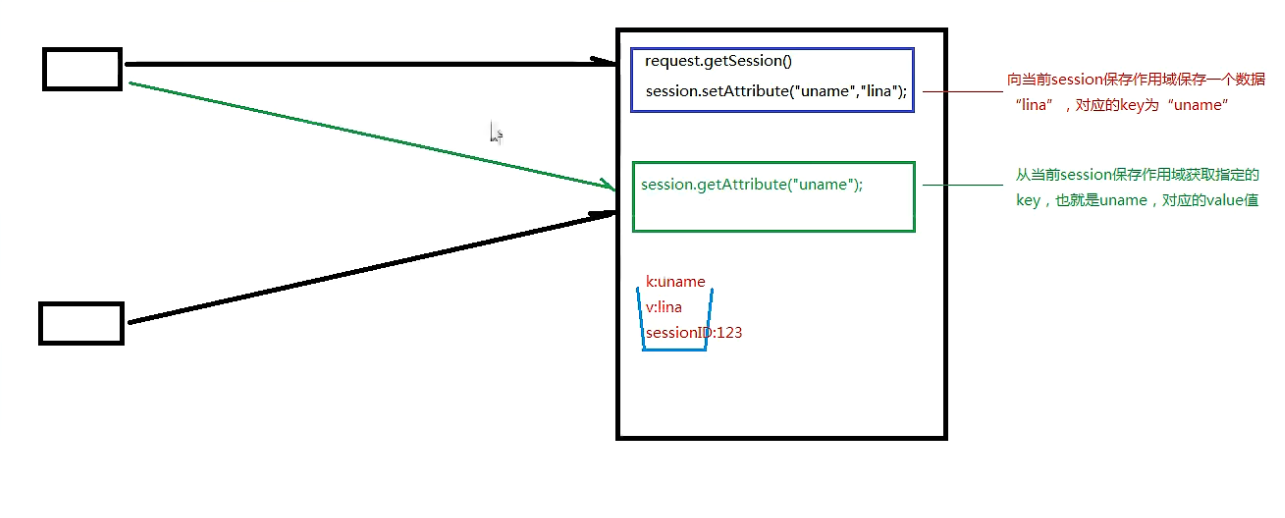 request.getSession()
session.setAttribute("uname","lina");
向当前session保存作用域保存一个数据
“lina”，对应的key为“uname”
session.getAttribute("uname");
从当前session保存作用域获取指定的
key，也就是uname，对应的value值
k:uname
v:lina
sessionID:123